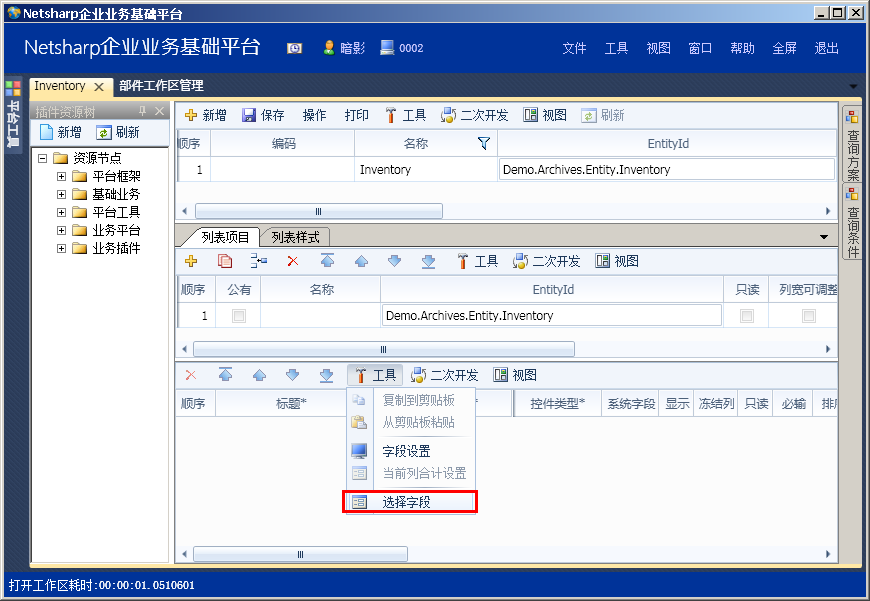 Netsharp企业业务基础平台
Netsharp企业业务基础平台 暗影 0002 文件 工具 视图 窗口 帮助 全屏 退出
平台工具
Inventory 部件工作区管理
插件资源树
新增 刷新
资源节点
平台框架
基础业务
平台工具
业务平台
业务插件
新增 保存 操作 打印 工具 二次开发 视图 刷新
顺序 编码 名称 EntityId
1 Inventory Demo.Archives.Entity.Inventory
列表项目 列表样式
工具 二次开发 视图
顺序 公有 名称 EntityId 只读 列宽可调整
1 Demo.Archives.Entity.Inventory
工具 二次开发 视图
顺序 标题* * 控件类型* 系统字段 显示 冻结列 只读 必输
复制到剪贴板
从剪贴板粘贴
字段设置
当前列合计设置
选择字段
查询方案
查询条件
打开工作区耗时:00:00:01.0510601